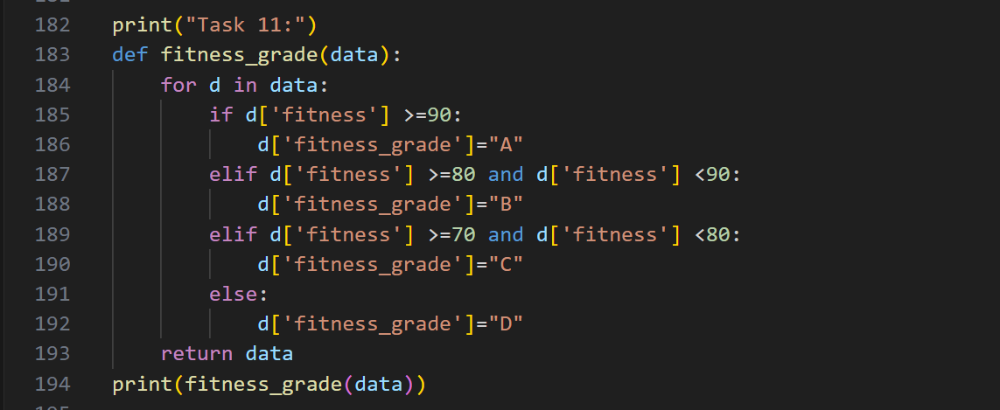 182 print("Task 11:")
183 def fitness_grade(data):
184     for d in data:
185         if d['fitness'] >=90:
186             d['fitness_grade']="A"
187         elif d['fitness'] >=80 and d['fitness'] <90:
188             d['fitness_grade']="B"
189         elif d['fitness'] >=70 and d['fitness'] <80:
190             d['fitness_grade']="C"
191         else:
192             d['fitness_grade']="D"
193     return data
194 print(fitness_grade(data))